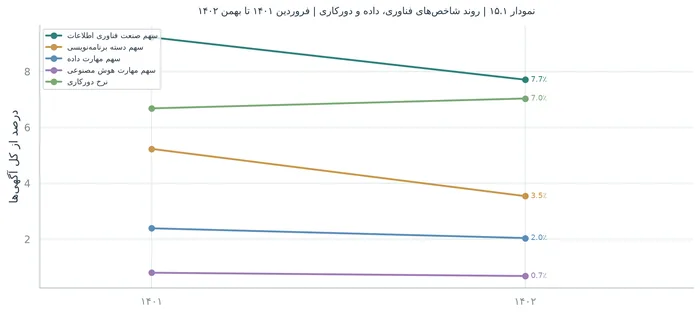 نمودار ۱۵.۱ | روند شاخص‌های فناوری، داده و دورکاری | فروردین ۱۴۰۱ تا بهمن ۱۴۰۲
سهم صنعت فناوری اطلاعات
سهم دسته برنامه‌نویسی
سهم مهارت داده
سهم مهارت هوش مصنوعی
نرخ دورکاری
درصد از کل آگهی‌ها
8
6
4
2
7.7٪
7.0٪
3.5٪
2.0٪
0.7٪
۱۴۰۱
۱۴۰۲